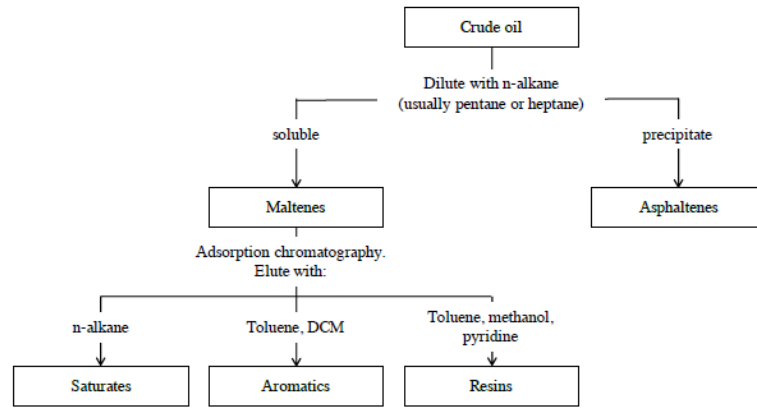 Crude oil
Dilute with n-alkane
(usually pentane or heptane)
soluble
precipitate
Maltenes
Asphaltenes
Adsorption chromatography.
Elute with:
n-alkane
Toluene, DCM
Toluene, methanol,
pyridine
Saturates
Aromatics
Resins